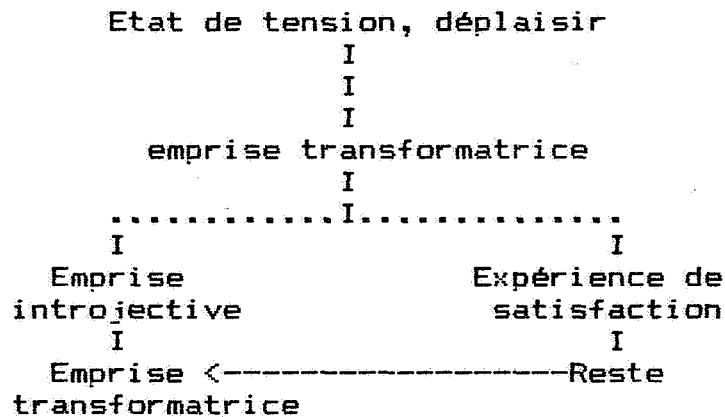 Etat de tension, déplaisir
I
I
I
emprise transformatrice
I
............I..............
I I
Emprise Expérience de
introjective satisfaction
I I
Emprise <------------------Reste
transformatrice